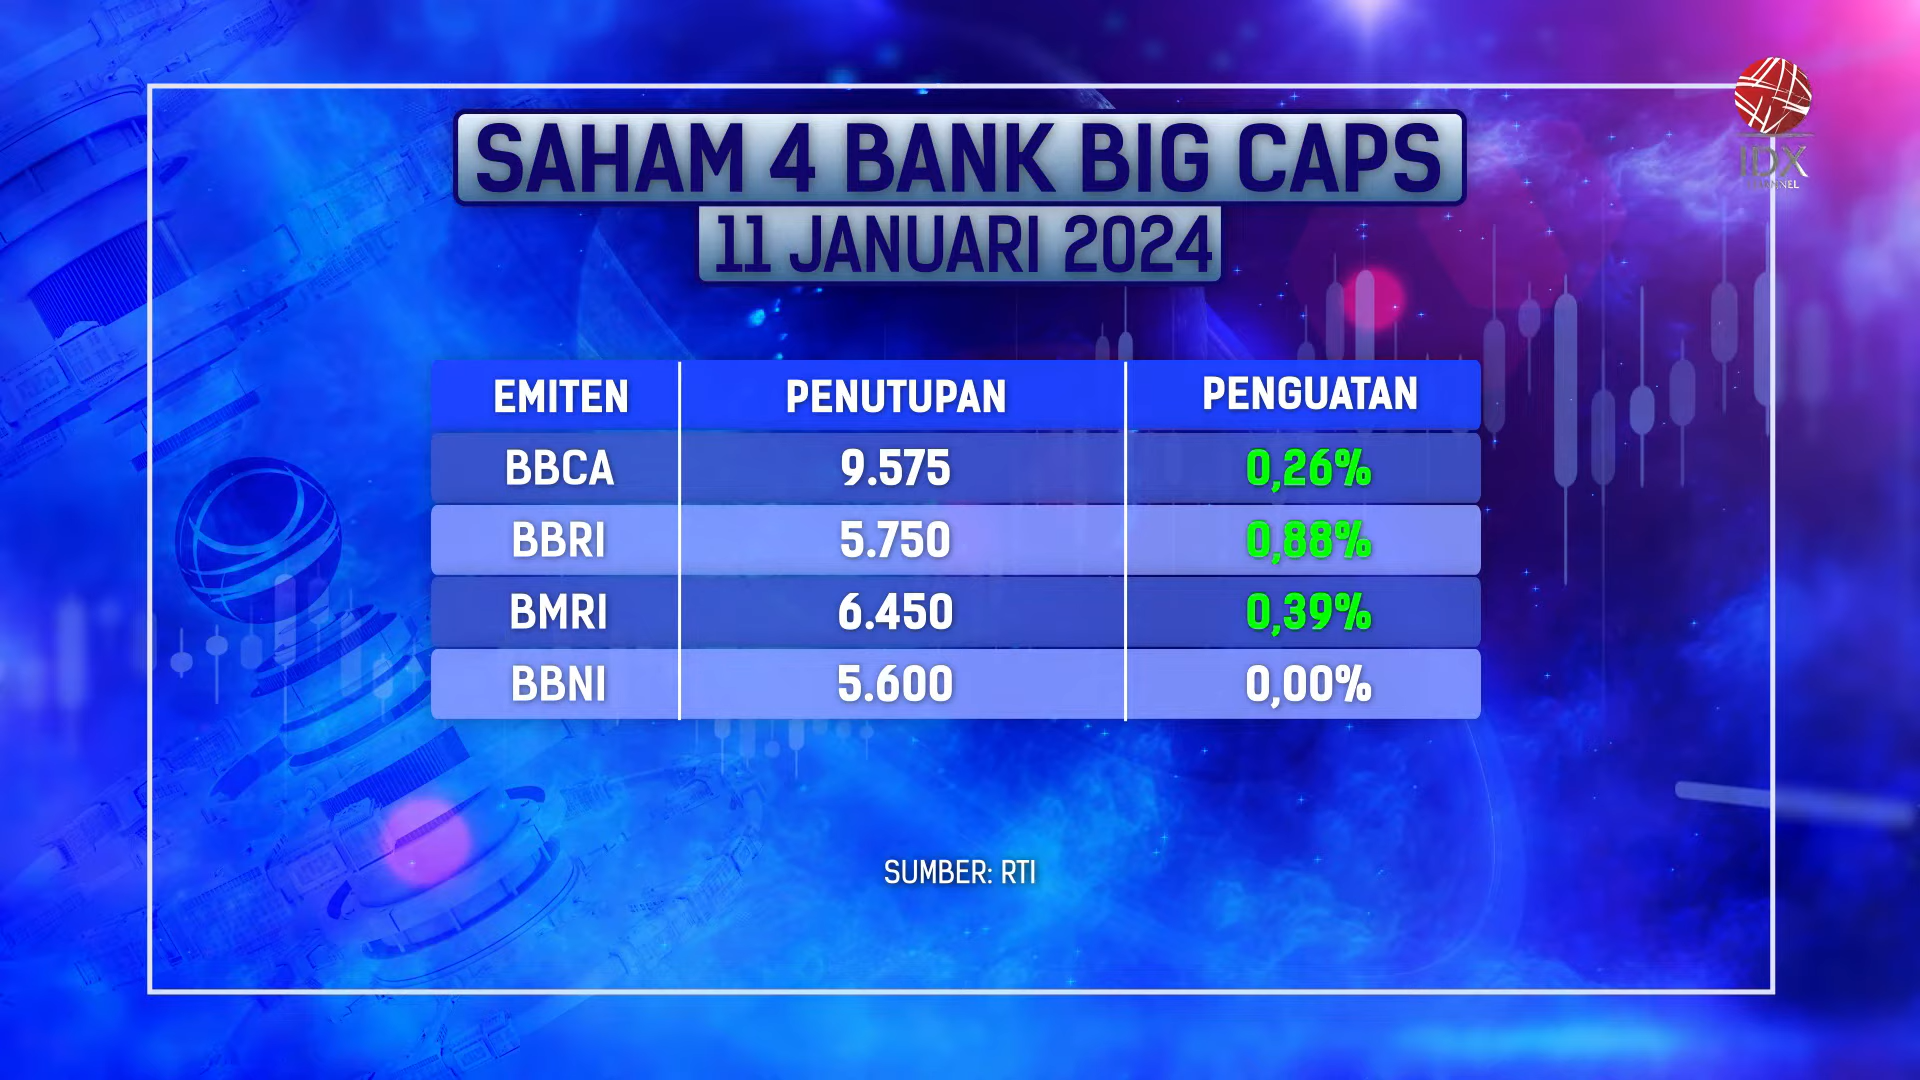 IDX
CHANNEL
SAHAM 4 BANK BIG CAPS
11 JANUARI 2024
EMITEN PENUTUPAN PENGUATAN
BBCA 9.575 0,26%
BBRI 5.750 0,88%
BMRI 6.450 0,39%
BBNI 5.600 0,00%
SUMBER: RTI